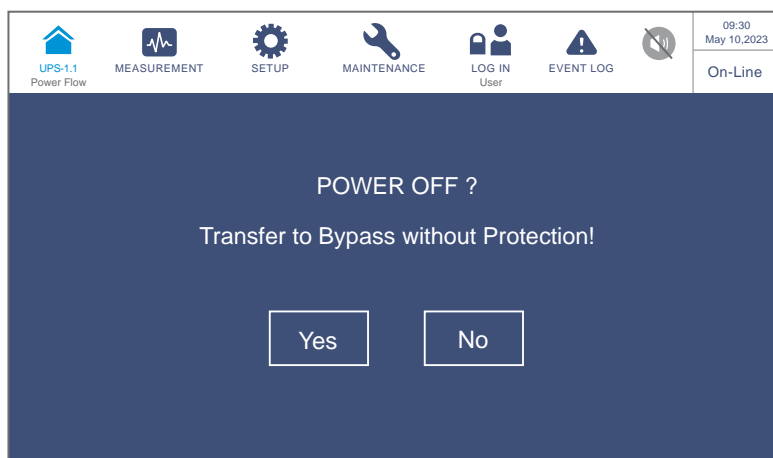 UPS-1.1
Power Flow
MEASUREMENT
SETUP
MAINTENANCE
LOG IN
User
EVENT LOG
09:30
May 10,2023
On-Line
POWER OFF ?
Transfer to Bypass without Protection!
Yes
No